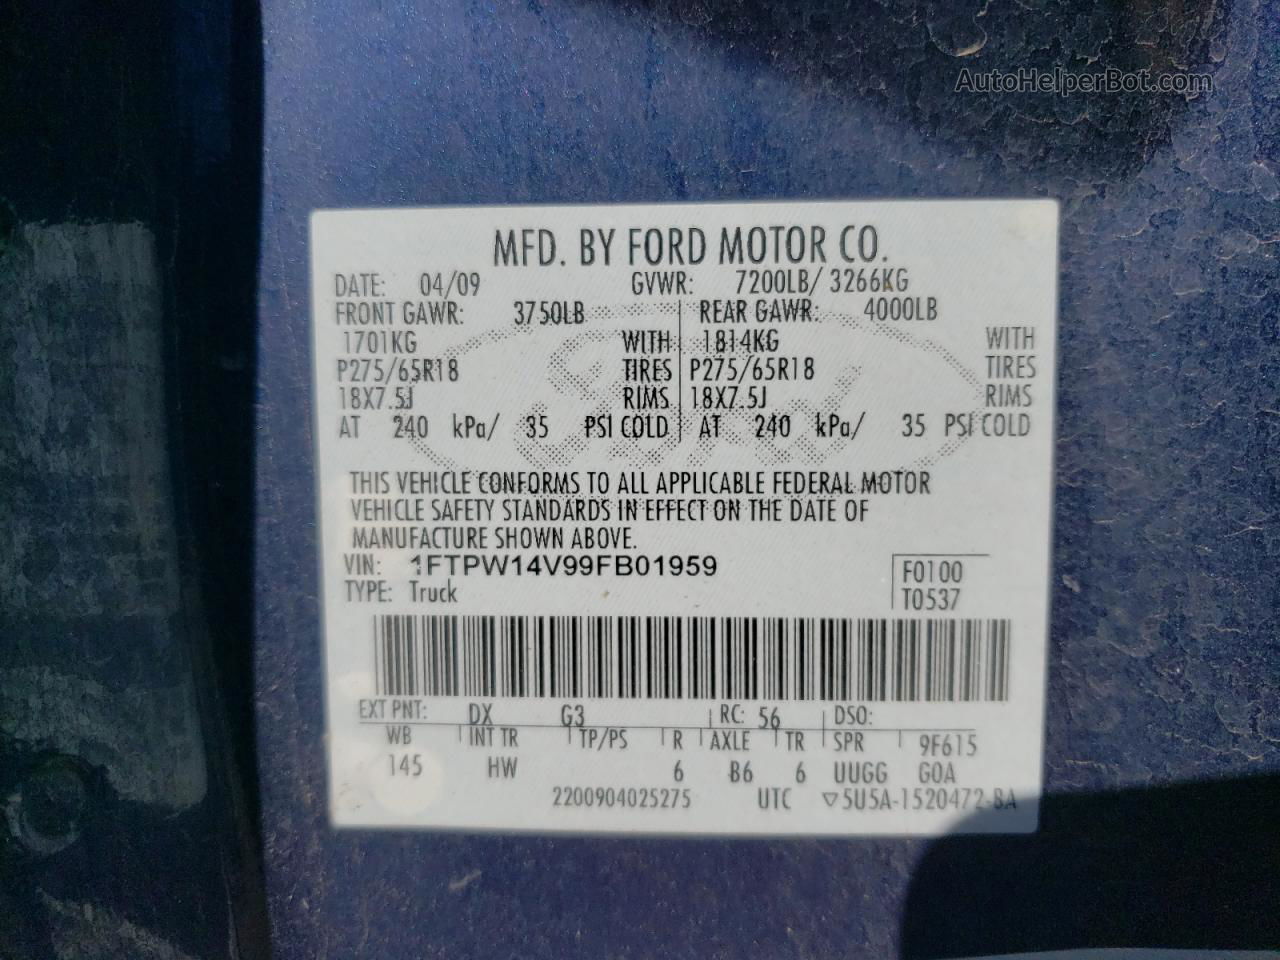 AutoHelperBot.com
MFD. BY FORD MOTOR CO.
DATE: 04/09 GVWR: 7200LB/ 3266KG
FRONT GAWR: 3750LB REAR GAWR: 4000LB
1701KG WITH 1814KG WITH
P275/65R18 TIRES P275/65R18 TIRES
18X7.5J RIMS 18X7.5J RIMS
AT 240 kPa/ 35 PSI COLD AT 240 kPa/ 35 PSI COLD
THIS VEHICLE CONFORMS TO ALL APPLICABLE FEDERAL MOTOR
VEHICLE SAFETY STANDARDS IN EFFECT ON THE DATE OF
MANUFACTURE SHOWN ABOVE.
VIN: 1FTPW14V99FB01959
TYPE: Truck
F0100
T0537
EXT PNT: DX G3 RC: 56 DSO:
WB INT TR TP/PS R AXLE TR SPR 9F615
145 HW 6 B6 6 UUGG GOA
2200904025275 UTC ▽5U5A-1520472-BA